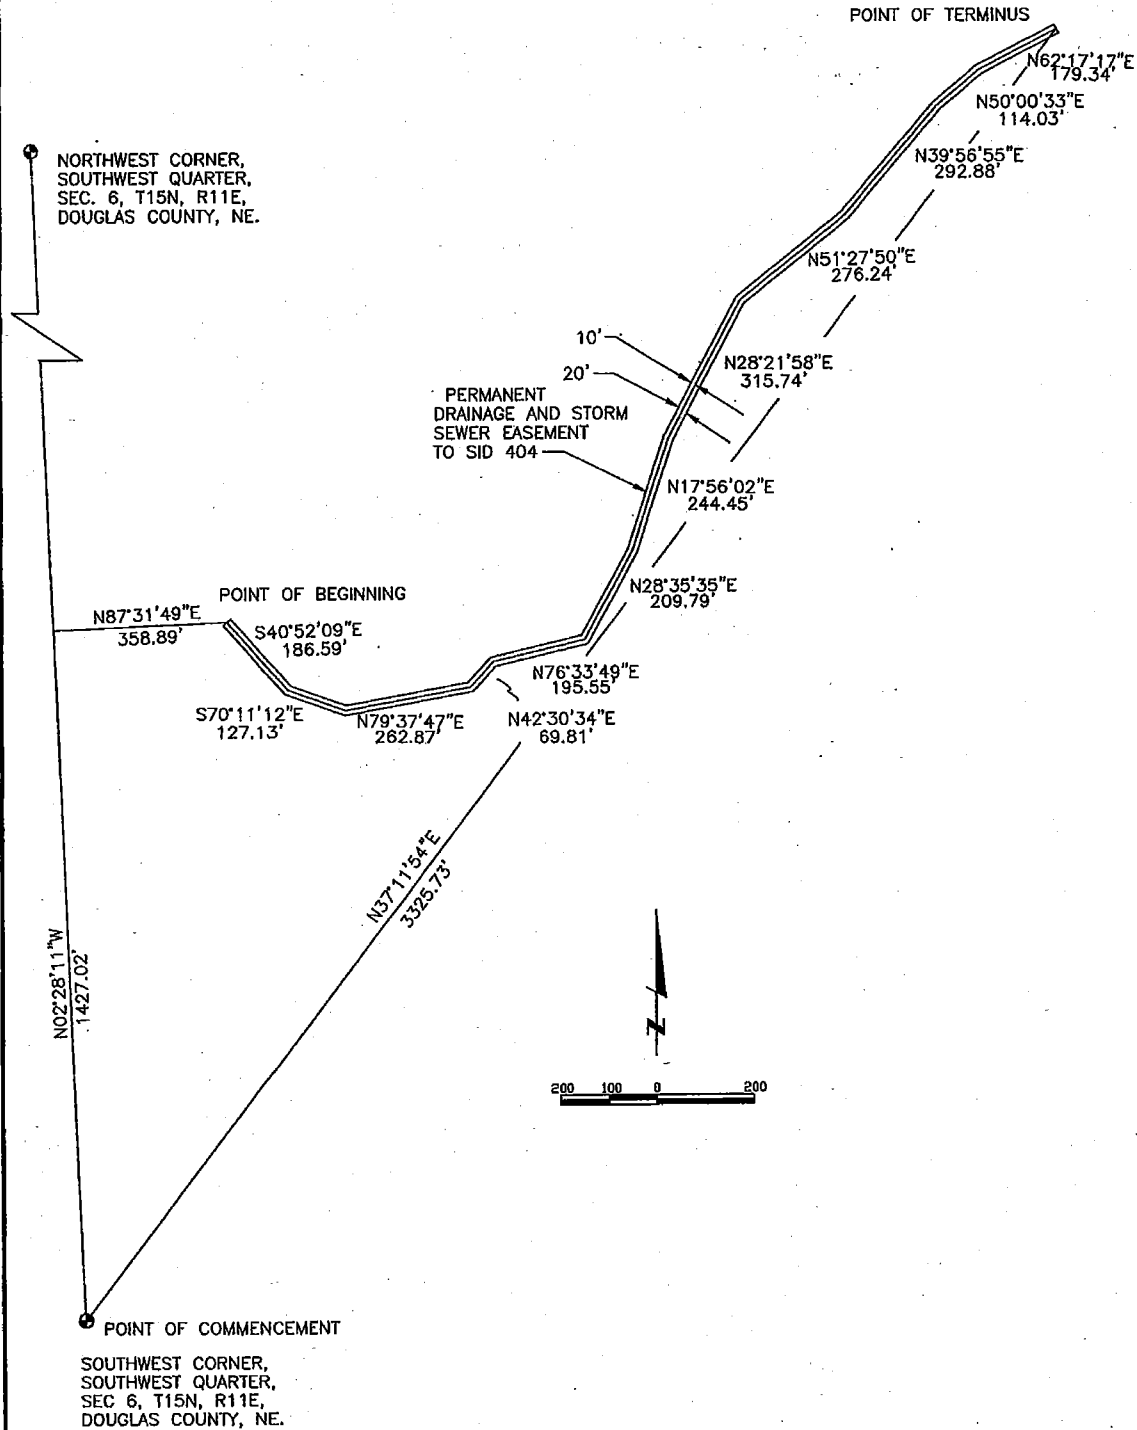 POINT OF TERMINUS
N62°17'17"E
179.34'
N50°00'33"E
114.03'
N39°56'55"E
292.88'
NORTHWEST CORNER,
SOUTHWEST QUARTER,
SEC. 6, T15N, R11E,
DOUGLAS COUNTY, NE.
N51°27'50"E
276.24'
10'
20'
N28°21'58"E
315.74'
PERMANENT
DRAINAGE AND STORM
SEWER EASEMENT
TO SID 404
N17°56'02"E
244.45'
N28°35'35"E
209.79'
POINT OF BEGINNING
N87°31'49"E
358.89'
S40°52'09"E
186.59'
N76°33'49"E
195.55'
S70°11'12"E
127.13'
N79°37'47"E
262.87'
N42°30'34"E
69.81'
N37°11'54"E
3325.73'
N02°28'11"W
1427.02'
N
200 100 0 200
POINT OF COMMENCEMENT
SOUTHWEST CORNER,
SOUTHWEST QUARTER,
SEC 6, T15N, R11E,
DOUGLAS COUNTY, NE.